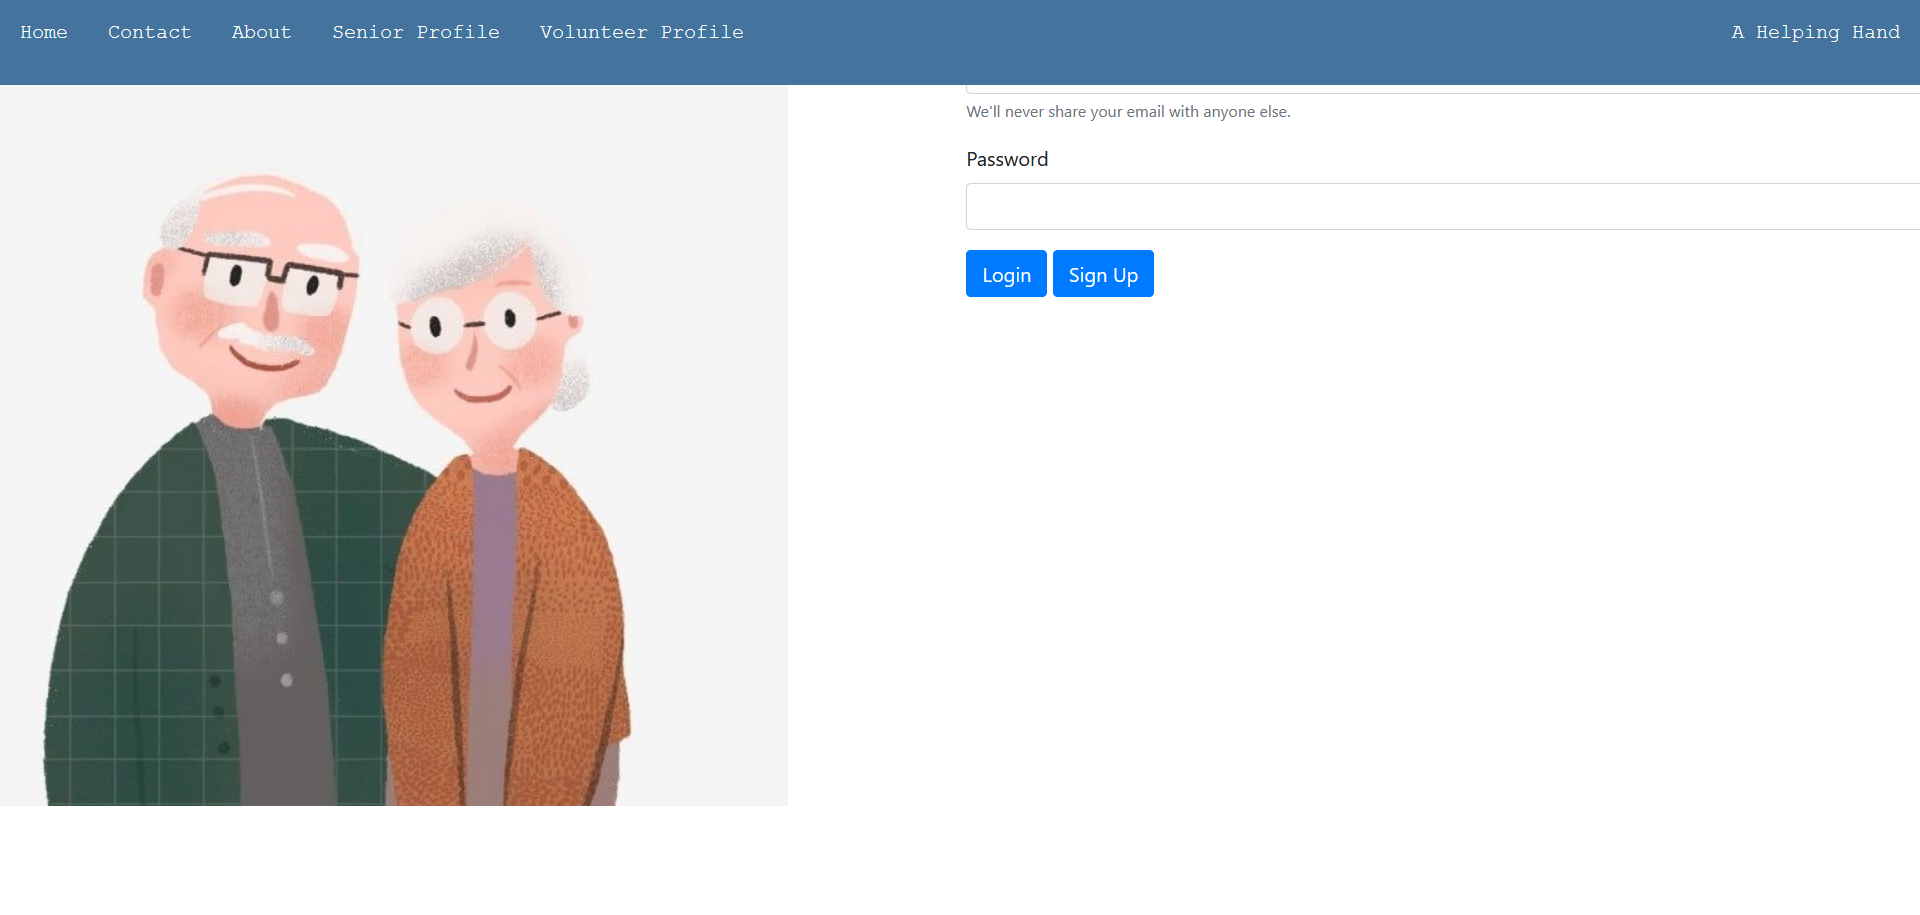 Home Contact About Senior Profile Volunteer Profile A Helping Hand
We'll never share your email with anyone else.
Password
Login Sign Up